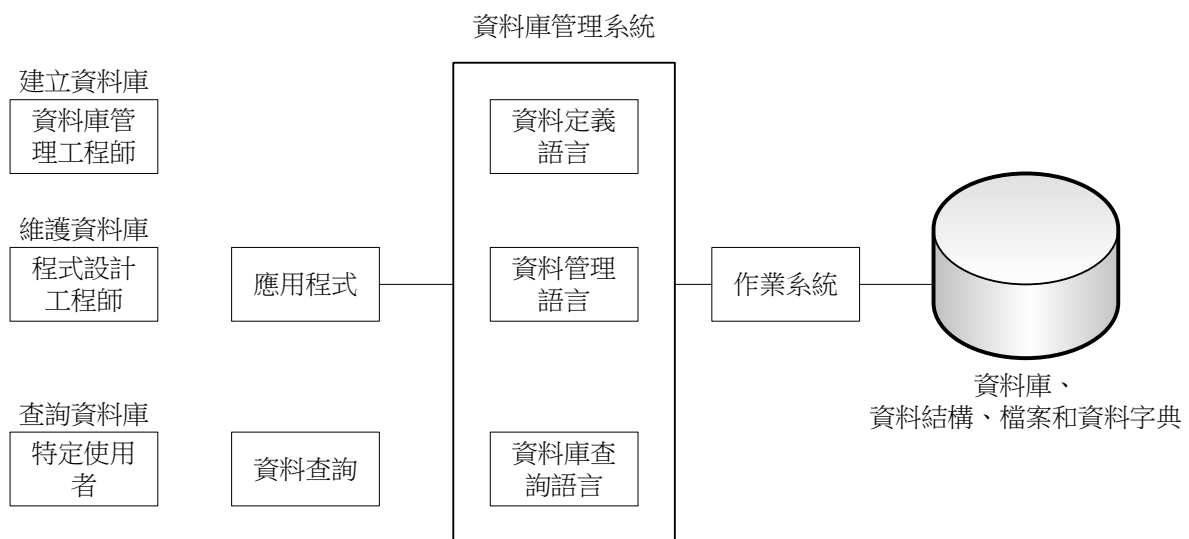 資料庫管理系統
建立資料庫
資料庫管
理工程師
資料定義
語言
維護資料庫
程式設計
工程師
應用程式
資料管理
語言
作業系統
資料庫、
資料結構、檔案和資料字典
查詢資料庫
特定使用
者
資料查詢
資料庫查
詢語言